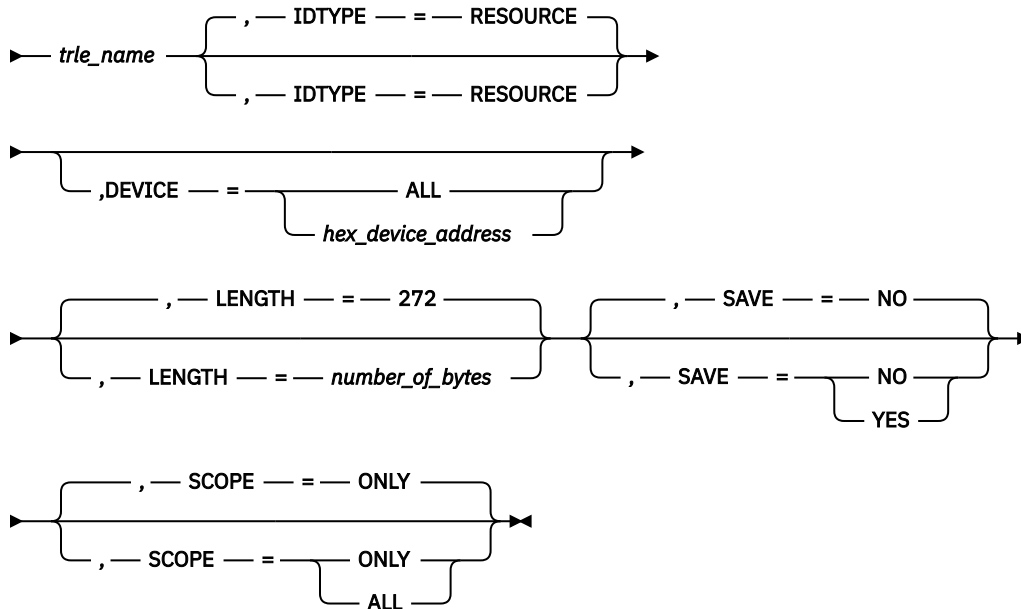 , IDTYPE = RESOURCE
trle_name
, IDTYPE = RESOURCE
,DEVICE = ALL
hex_device_address
, LENGTH = 272 , SAVE = NO
, LENGTH = number_of_bytes , SAVE = NO
YES
, SCOPE = ONLY
, SCOPE = ONLY
ALL